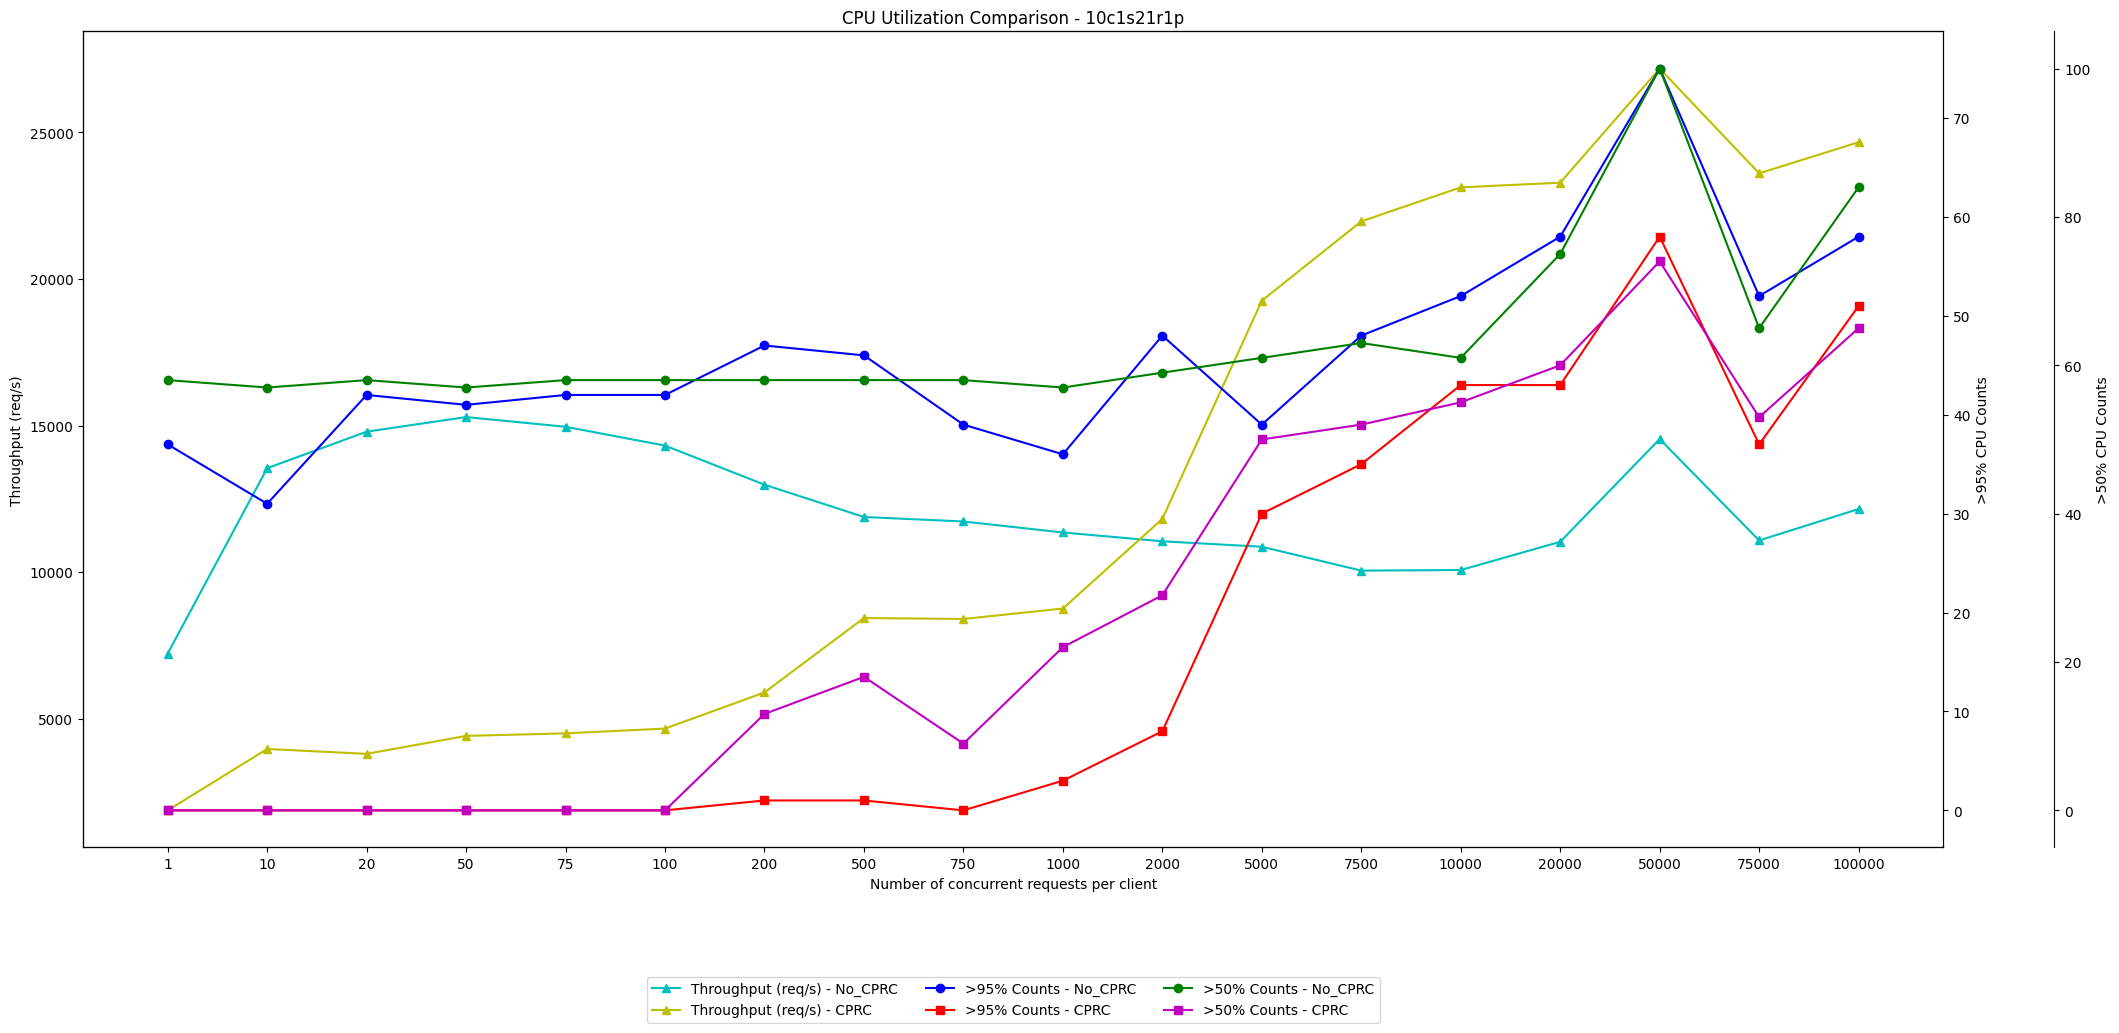 CPU Utilization Comparison - 10c1s21r1p
Throughput (req/s)
25000
20000
15000
10000
5000
70
60
50
40
30
20
10
0
>95% CPU Counts
100
80
60
40
20
0
>50% CPU Counts
1 10 20 50 75 100 200 500 750 1000 2000 5000 7500 10000 20000 50000 75000 100000
Number of concurrent requests per client
Throughput (req/s) - No_CPRC >95% Counts - No_CPRC >50% Counts - No_CPRC
Throughput (req/s) - CPRC >95% Counts - CPRC >50% Counts - CPRC